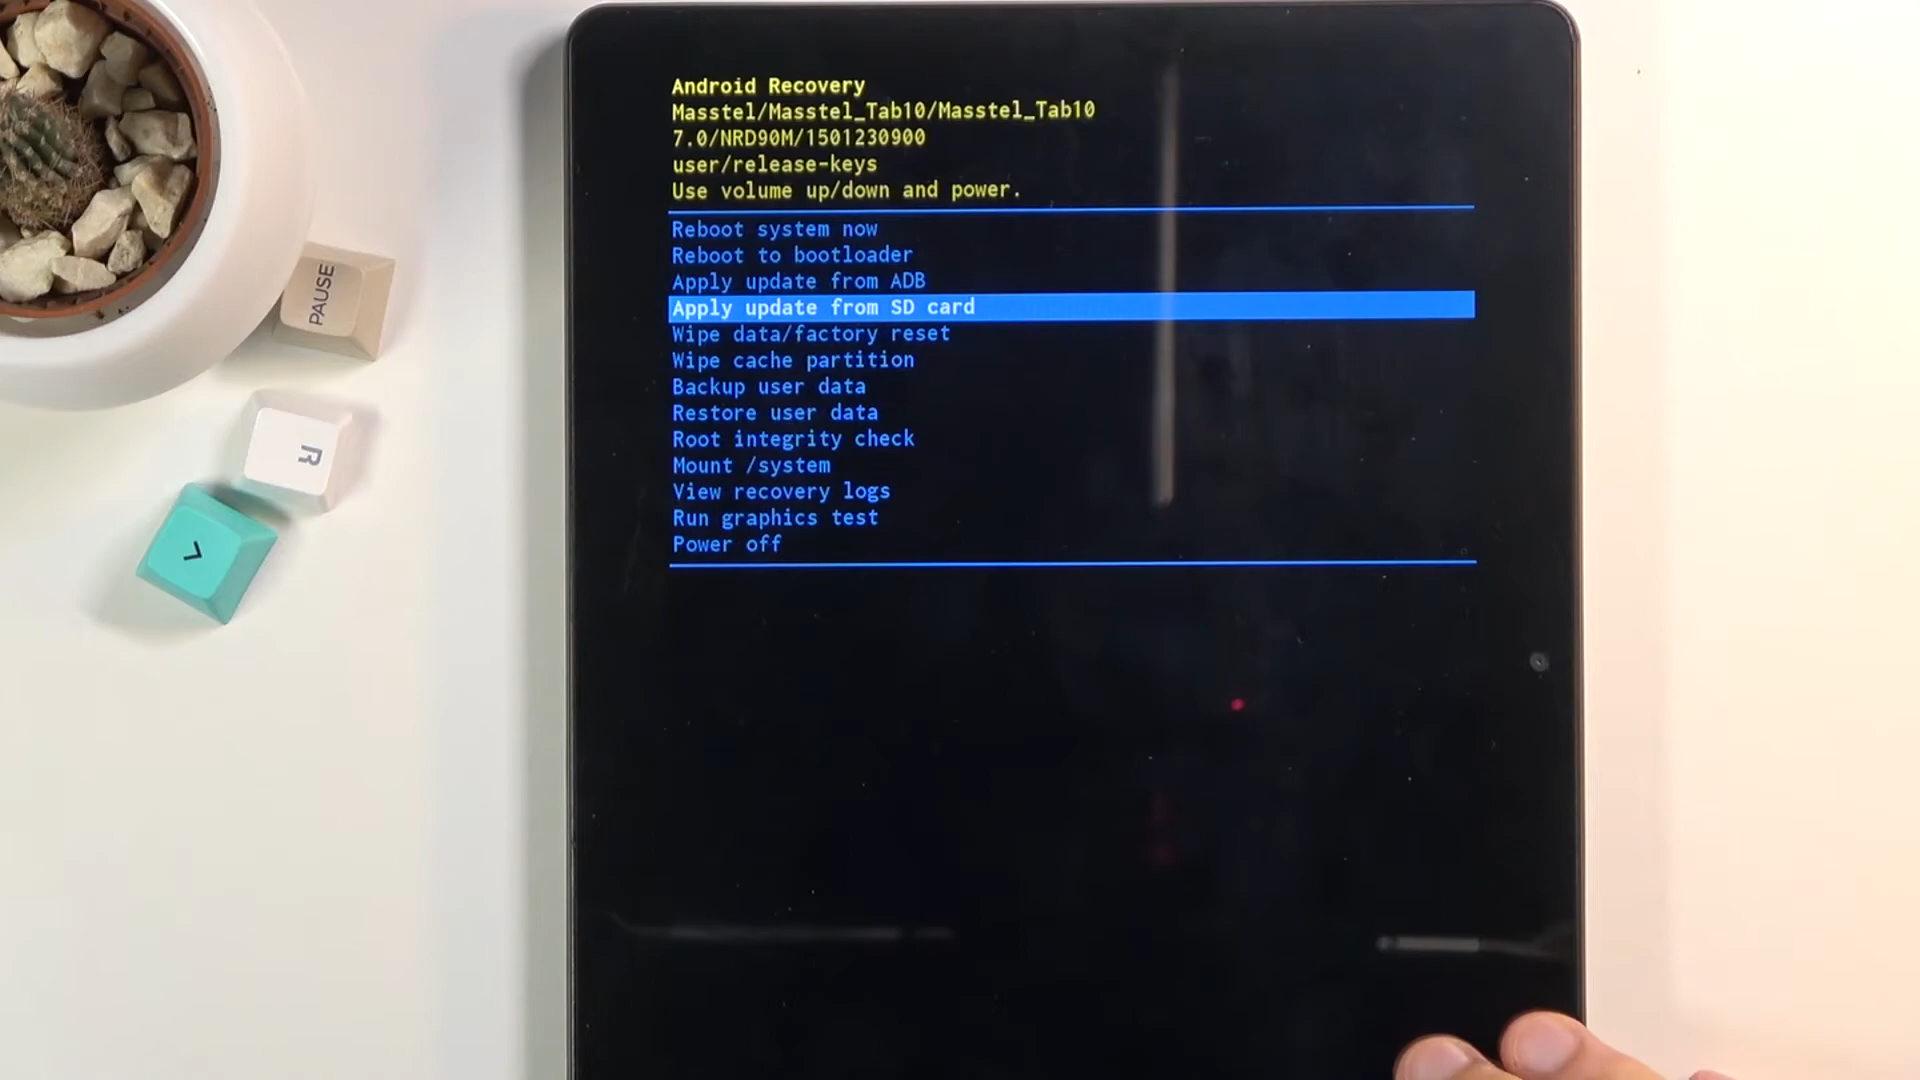 Android Recovery
Masstel/Masstel_Tab10/Masstel_Tab10
7.0/NRD90M/1501230900
user/release-keys
Use volume up/down and power.
Reboot system now
Reboot to bootloader
Apply update from ADB
Apply update from SD card
Wipe data/factory reset
Wipe cache partition
Backup user data
Restore user data
Root integrity check
Mount /system
View recovery logs
Run graphics test
Power off
PAUSE
R